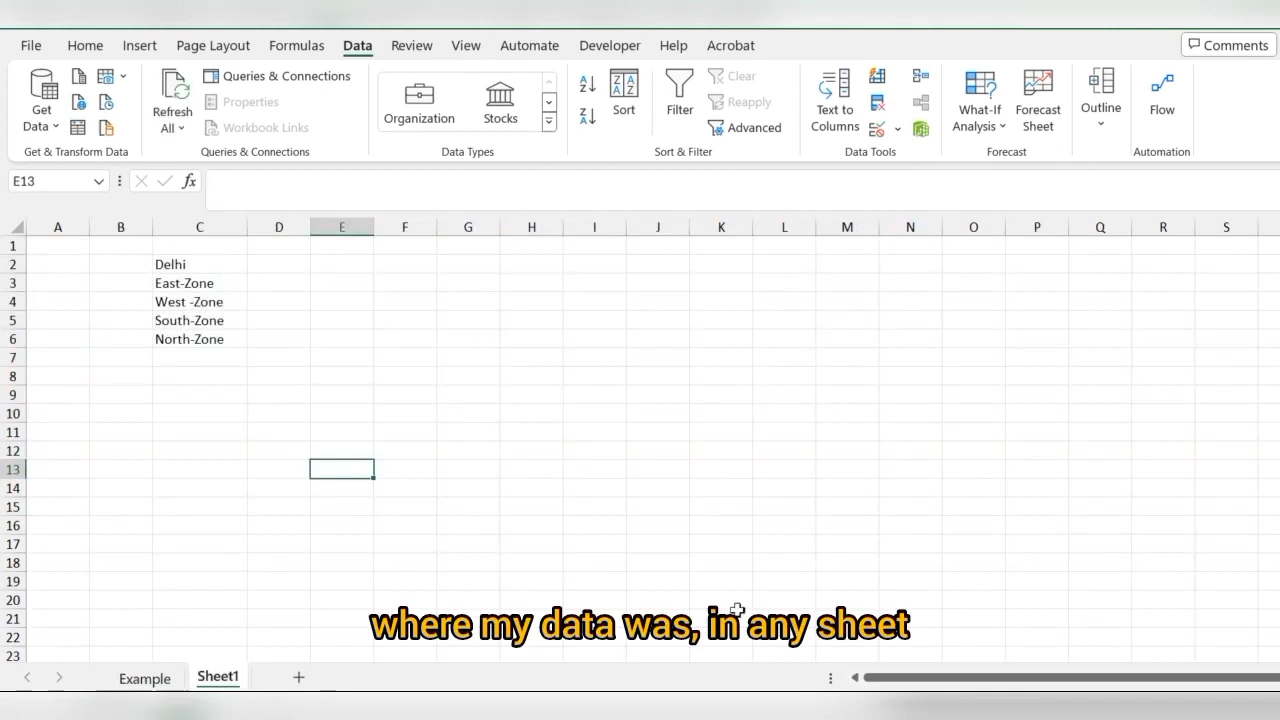 File Home Insert Page Layout Formulas Data Review View Automate Developer Help Acrobat Comments
Get Data
Refresh All
Queries & Connections
Properties
Workbook Links
Organization Stocks
Sort
Filter
Clear
Reapply
Advanced
Text to Columns
What-If Analysis
Forecast Sheet
Outline
Flow
Get & Transform Data Queries & Connections Data Types Sort & Filter Data Tools Forecast Automation
E13 fx
A B C D E F G H I J K L M N O P Q R S
1
2 Delhi
3 East-Zone
4 West -Zone
5 South-Zone
6 North-Zone
7
8
9
10
11
12
13
14
15
16
17
18
19
20
21
22
23
where my data was, in any sheet
Example Sheet1